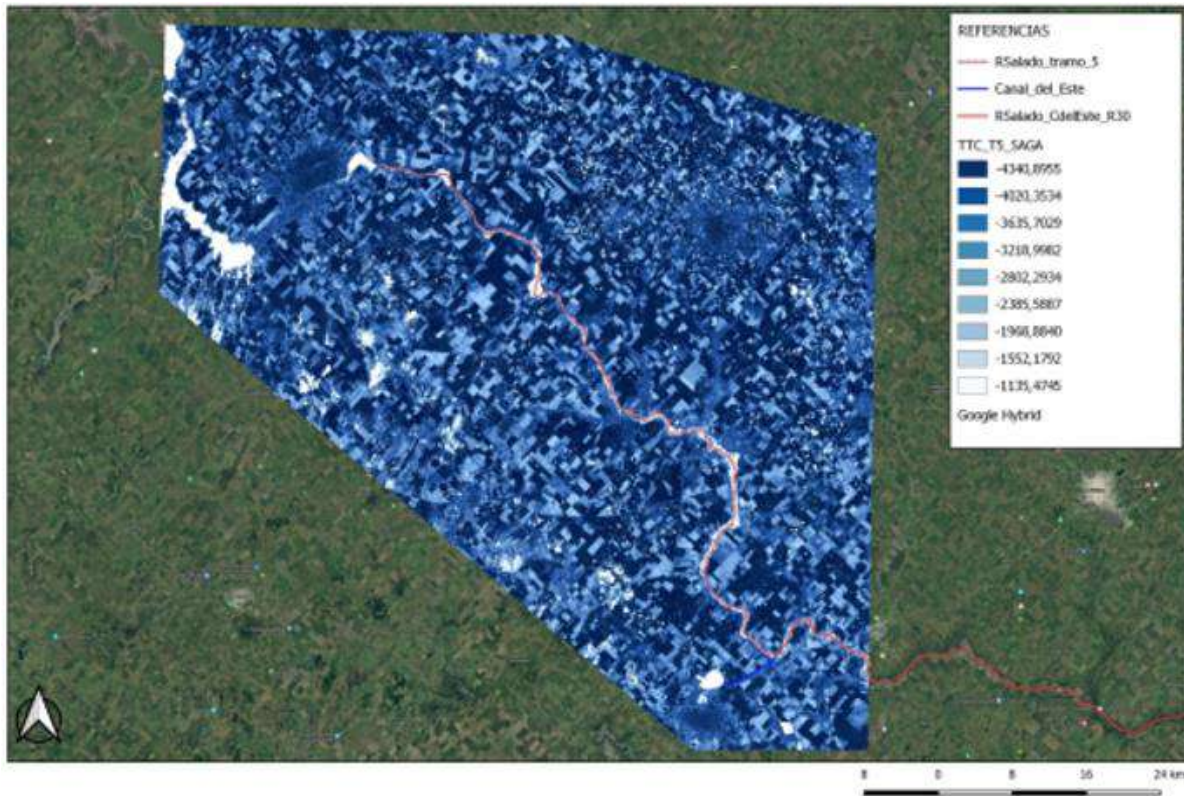 REFERENCIAS
RSalado_tramo_5
Canal_del_Este
RSalado_CdelEste_R30
TTC_T5_SAGA
-4340,8955
-4020,3534
-3635,7029
-3218,9982
-2802,2934
-2385,5887
-1968,8840
-1552,1792
-1135,4745
Google Hybrid
8 0 8 16 24 km